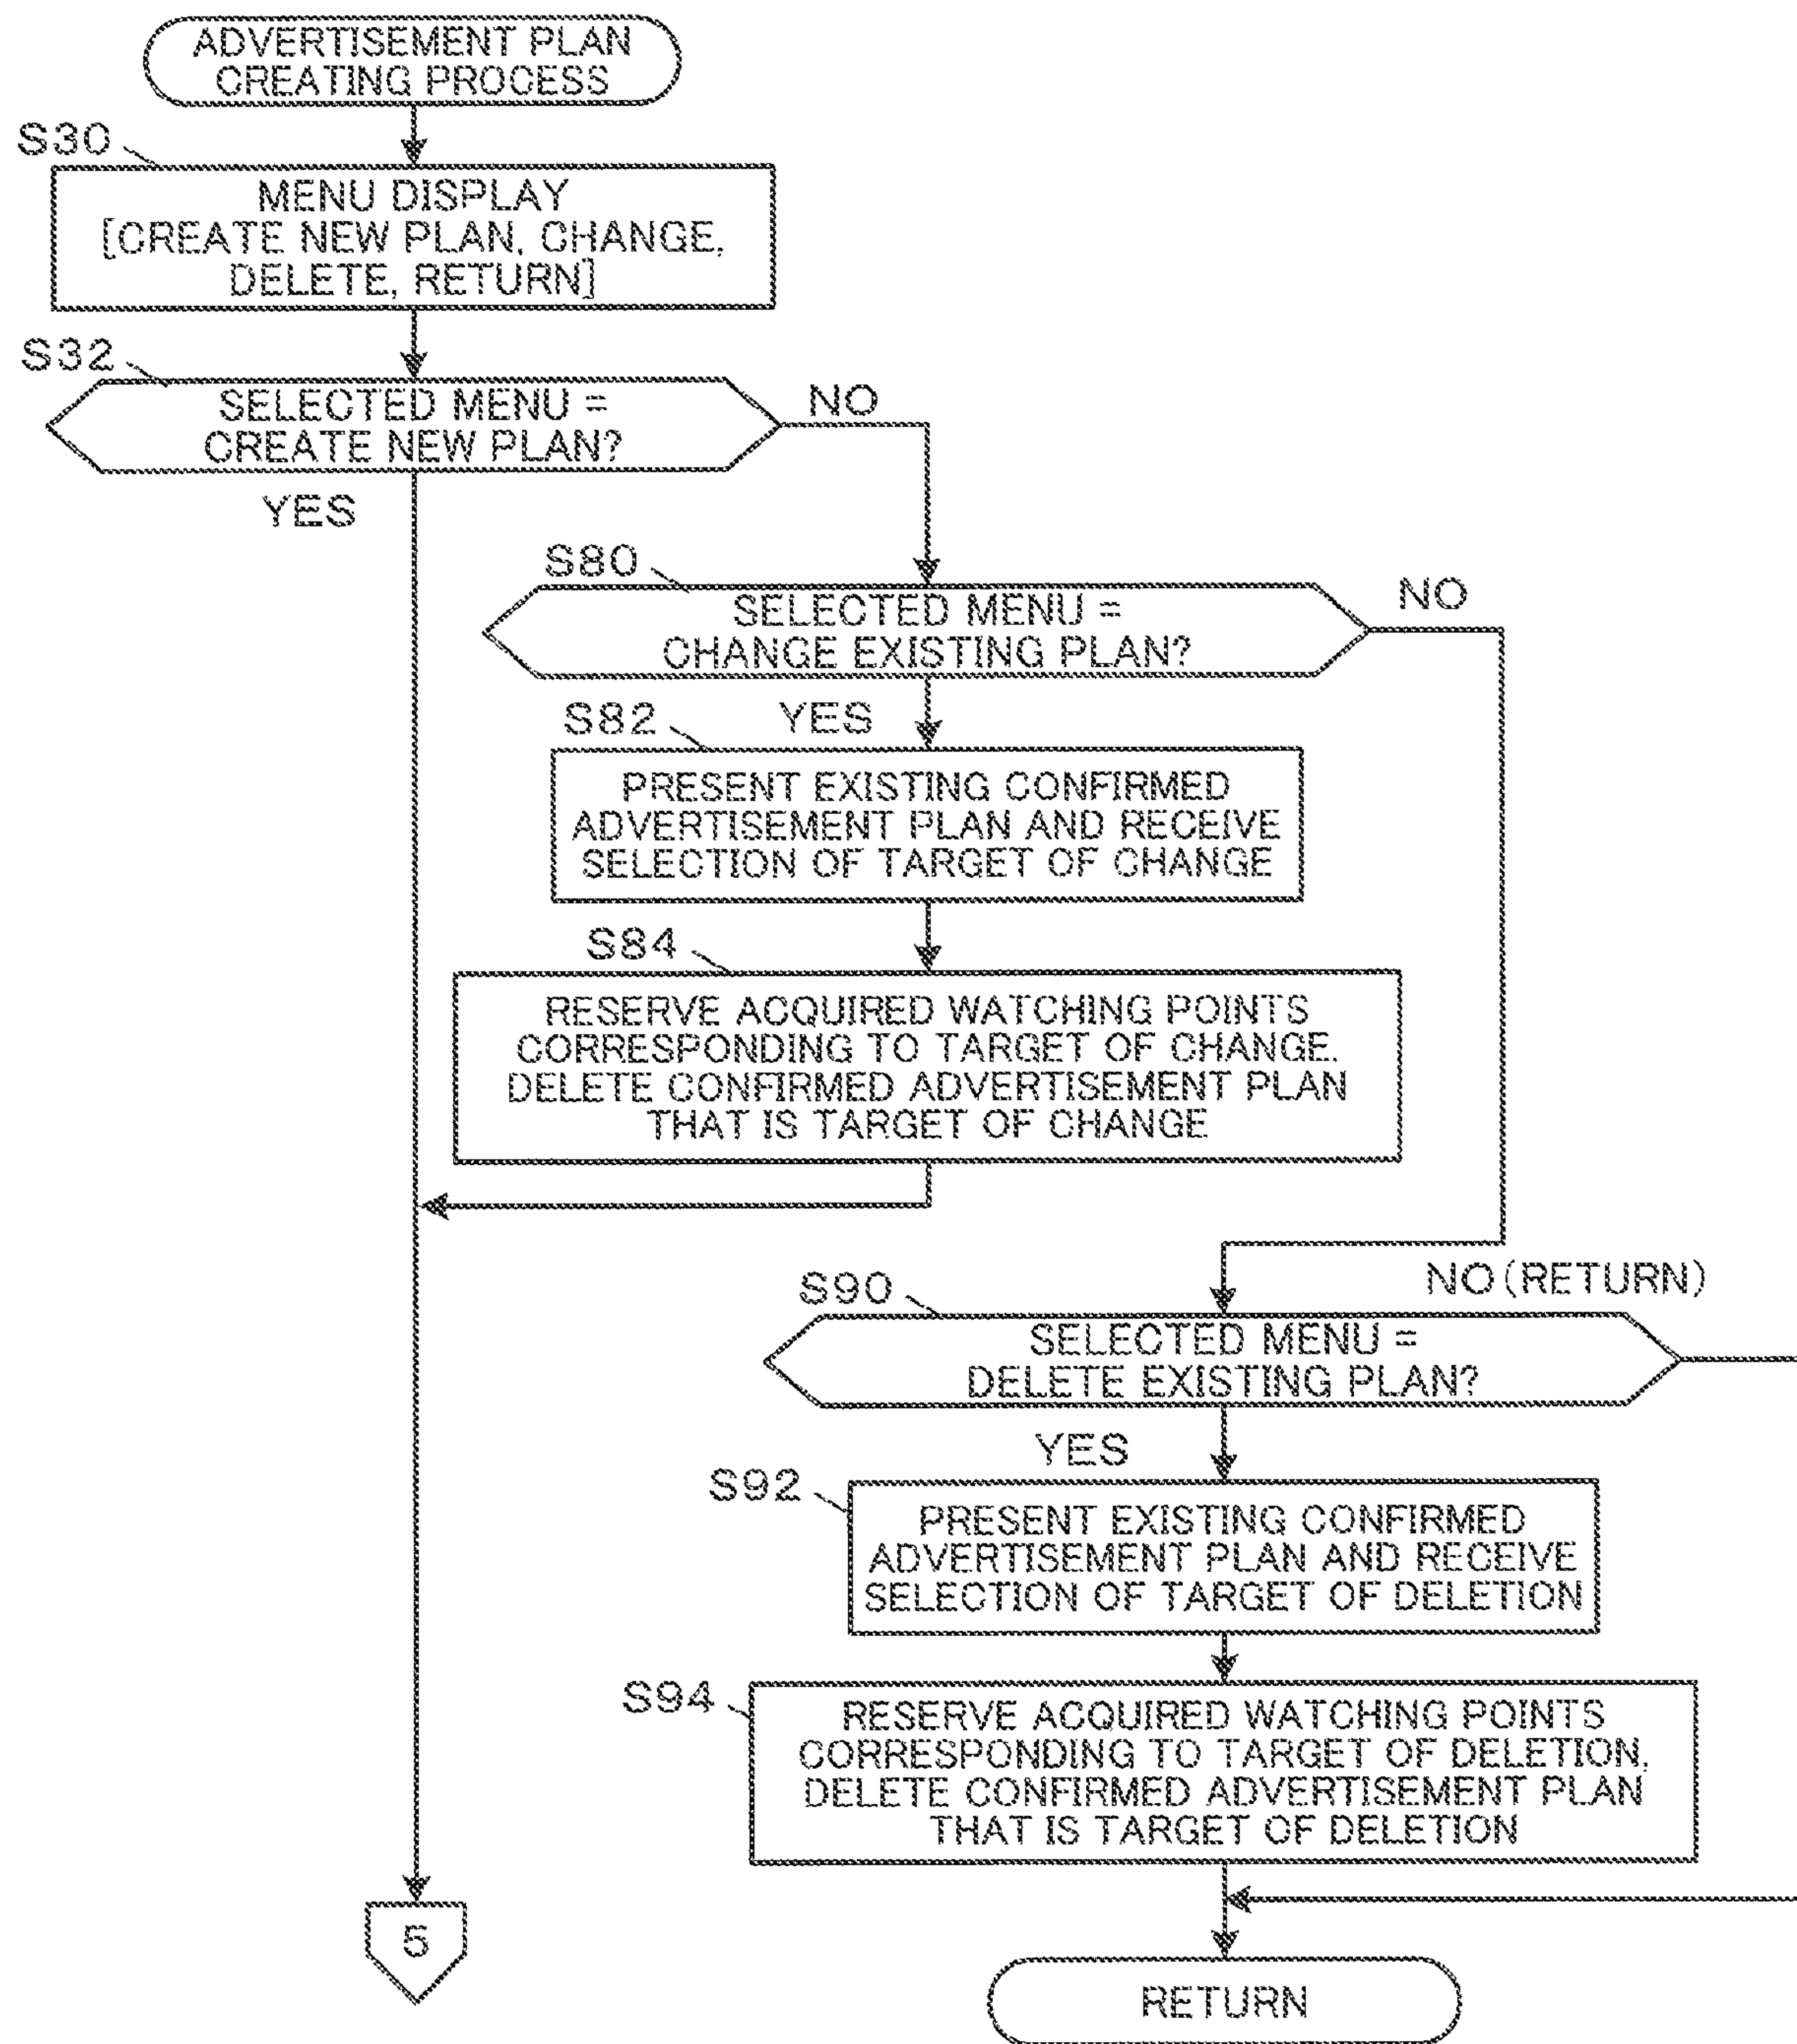 ADVERTISEMENT PLAN
CREATING PROCESS
S30
MENU DISPLAY
[CREATE NEW PLAN, CHANGE,
DELETE, RETURN]
S32
SELECTED MENU =
CREATE NEW PLAN?
NO
YES
S80
SELECTED MENU =
CHANGE EXISTING PLAN?
NO
S82
YES
PRESENT EXISTING CONFIRMED
ADVERTISEMENT PLAN AND RECEIVE
SELECTION OF TARGET OF CHANGE
S84
RESERVE ACQUIRED WATCHING POINTS
CORRESPONDING TO TARGET OF CHANGE.
DELETE CONFIRMED ADVERTISEMENT PLAN
THAT IS TARGET OF CHANGE
NO(RETURN)
S90
SELECTED MENU =
DELETE EXISTING PLAN?
YES
S92
PRESENT EXISTING CONFIRMED
ADVERTISEMENT PLAN AND RECEIVE
SELECTION OF TARGET OF DELETION
S94
RESERVE ACQUIRED WATCHING POINTS
CORRESPONDING TO TARGET OF DELETION,
DELETE CONFIRMED ADVERTISEMENT PLAN
THAT IS TARGET OF DELETION
5
RETURN